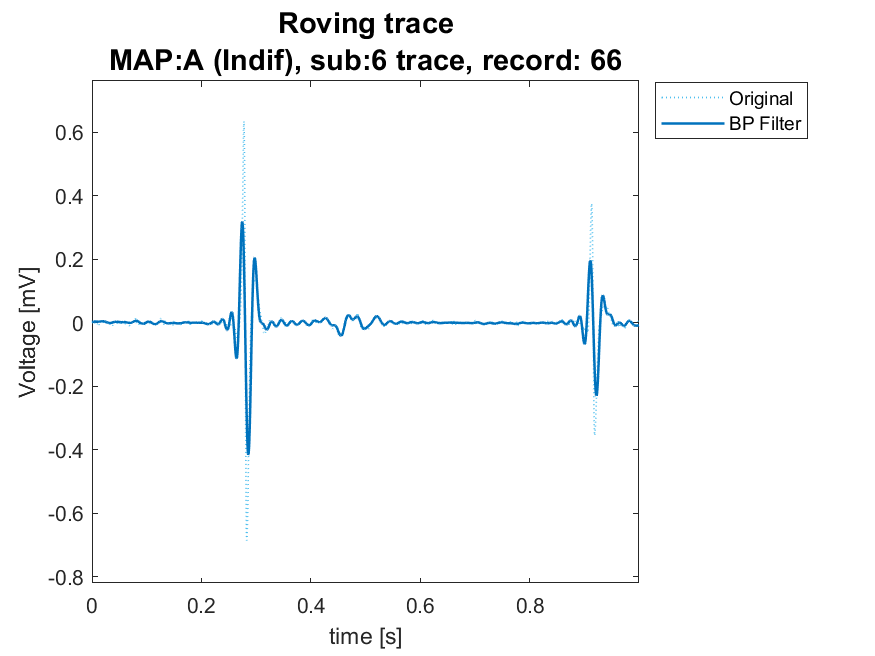 Roving trace
MAP:A (Indif), sub:6 trace, record: 66
Original
BP Filter
0.6
0.4
0.2
0
-0.2
-0.4
-0.6
-0.8
Voltage [mV]
0 0.2 0.4 0.6 0.8
time [s]